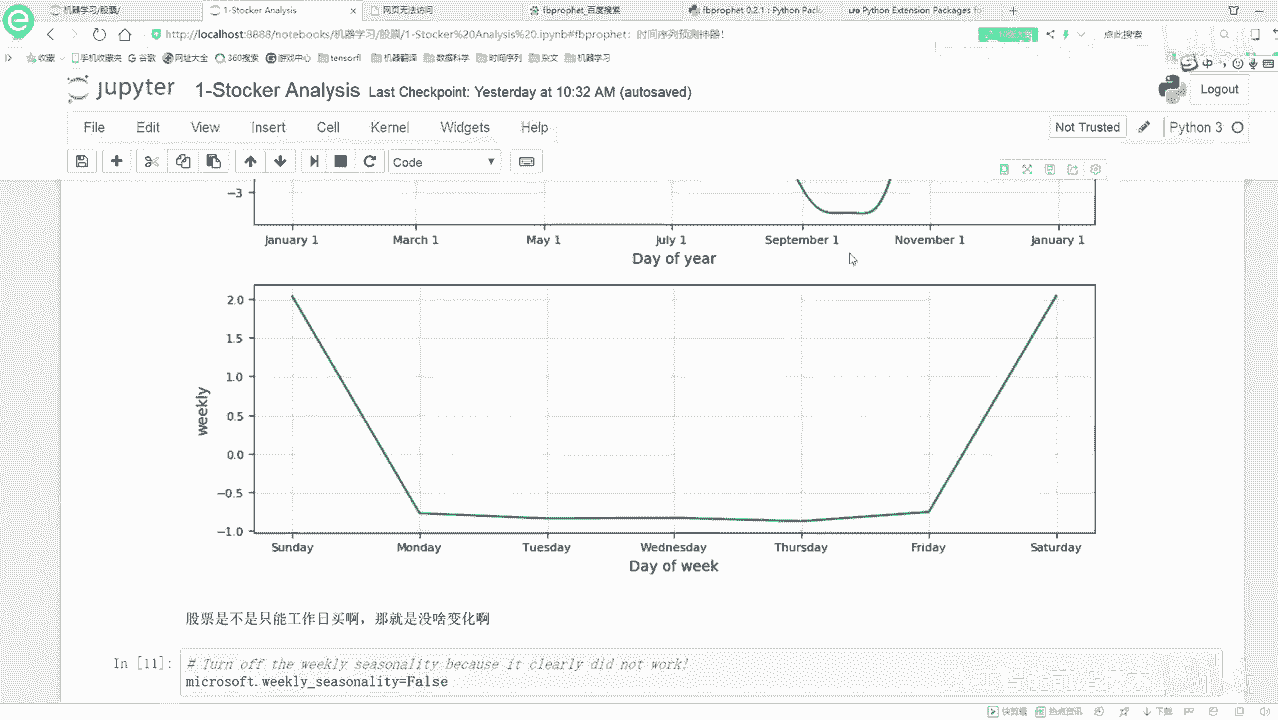 机器学习/股票/
1-Stocker Analysis
网页无法访问
fbprophet_百度搜索
fbprophet 0.2.1 : Python Pack
Python Extension Packages fo
http://localhost:8888/notebooks/机器学习/股票/1-Stocker%20Analysis%20.ipynb#fbprophet：时间序列预测神器！
点此搜索
收藏
手机收藏夹
谷歌
网址大全
360搜索
游戏中心
tensorfl
机器翻译
数据科学
时间序列
杂文
机器学习
jupyter
1-Stocker Analysis
Last Checkpoint: Yesterday at 10:32 AM (autosaved)
Logout
File
Edit
View
Insert
Cell
Kernel
Widgets
Help
Not Trusted
Python 3
Code
−3
January 1
March 1
May 1
July 1
September 1
November 1
January 1
Day of year
2.0
1.5
1.0
0.5
0.0
−0.5
−1.0
weekly
Sunday
Monday
Tuesday
Wednesday
Thursday
Friday
Saturday
Day of week
股票是不是只能工作日买啊，那就是没啥变化啊
In [11]:
# Turn off the weekly seasonality because it clearly did not work!
microsoft.weekly_seasonality=False
快剪辑
热点资讯
下载